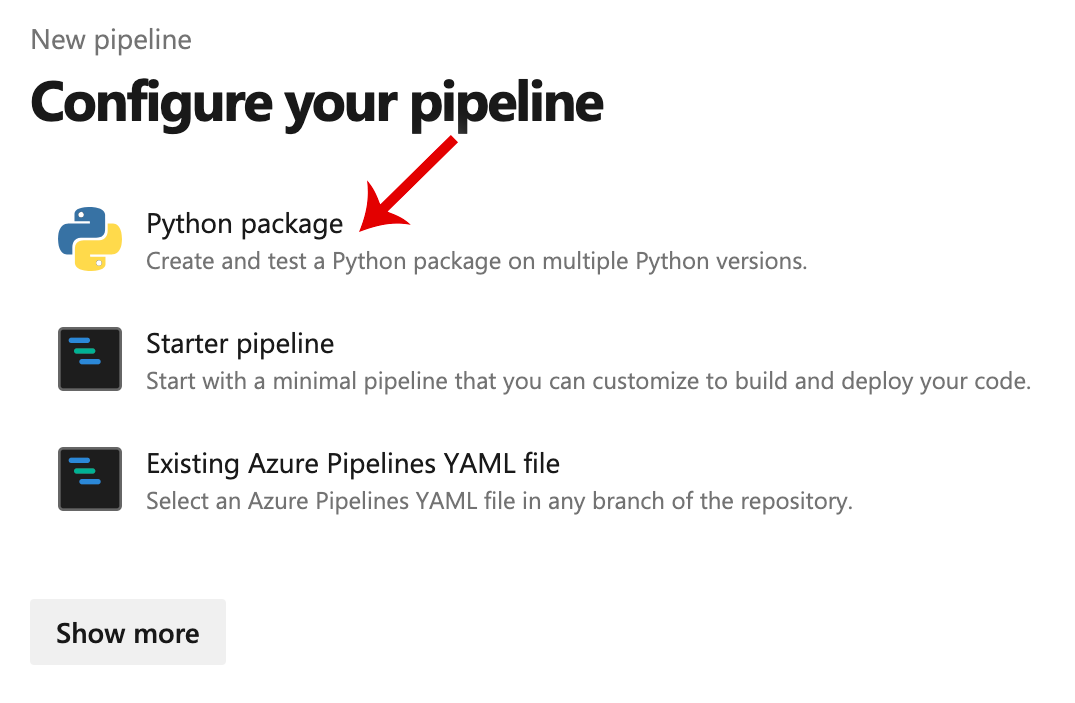 New pipeline
Configure your pipeline
Python package
Create and test a Python package on multiple Python versions.
Starter pipeline
Start with a minimal pipeline that you can customize to build and deploy your code.
Existing Azure Pipelines YAML file
Select an Azure Pipelines YAML file in any branch of the repository.
Show more